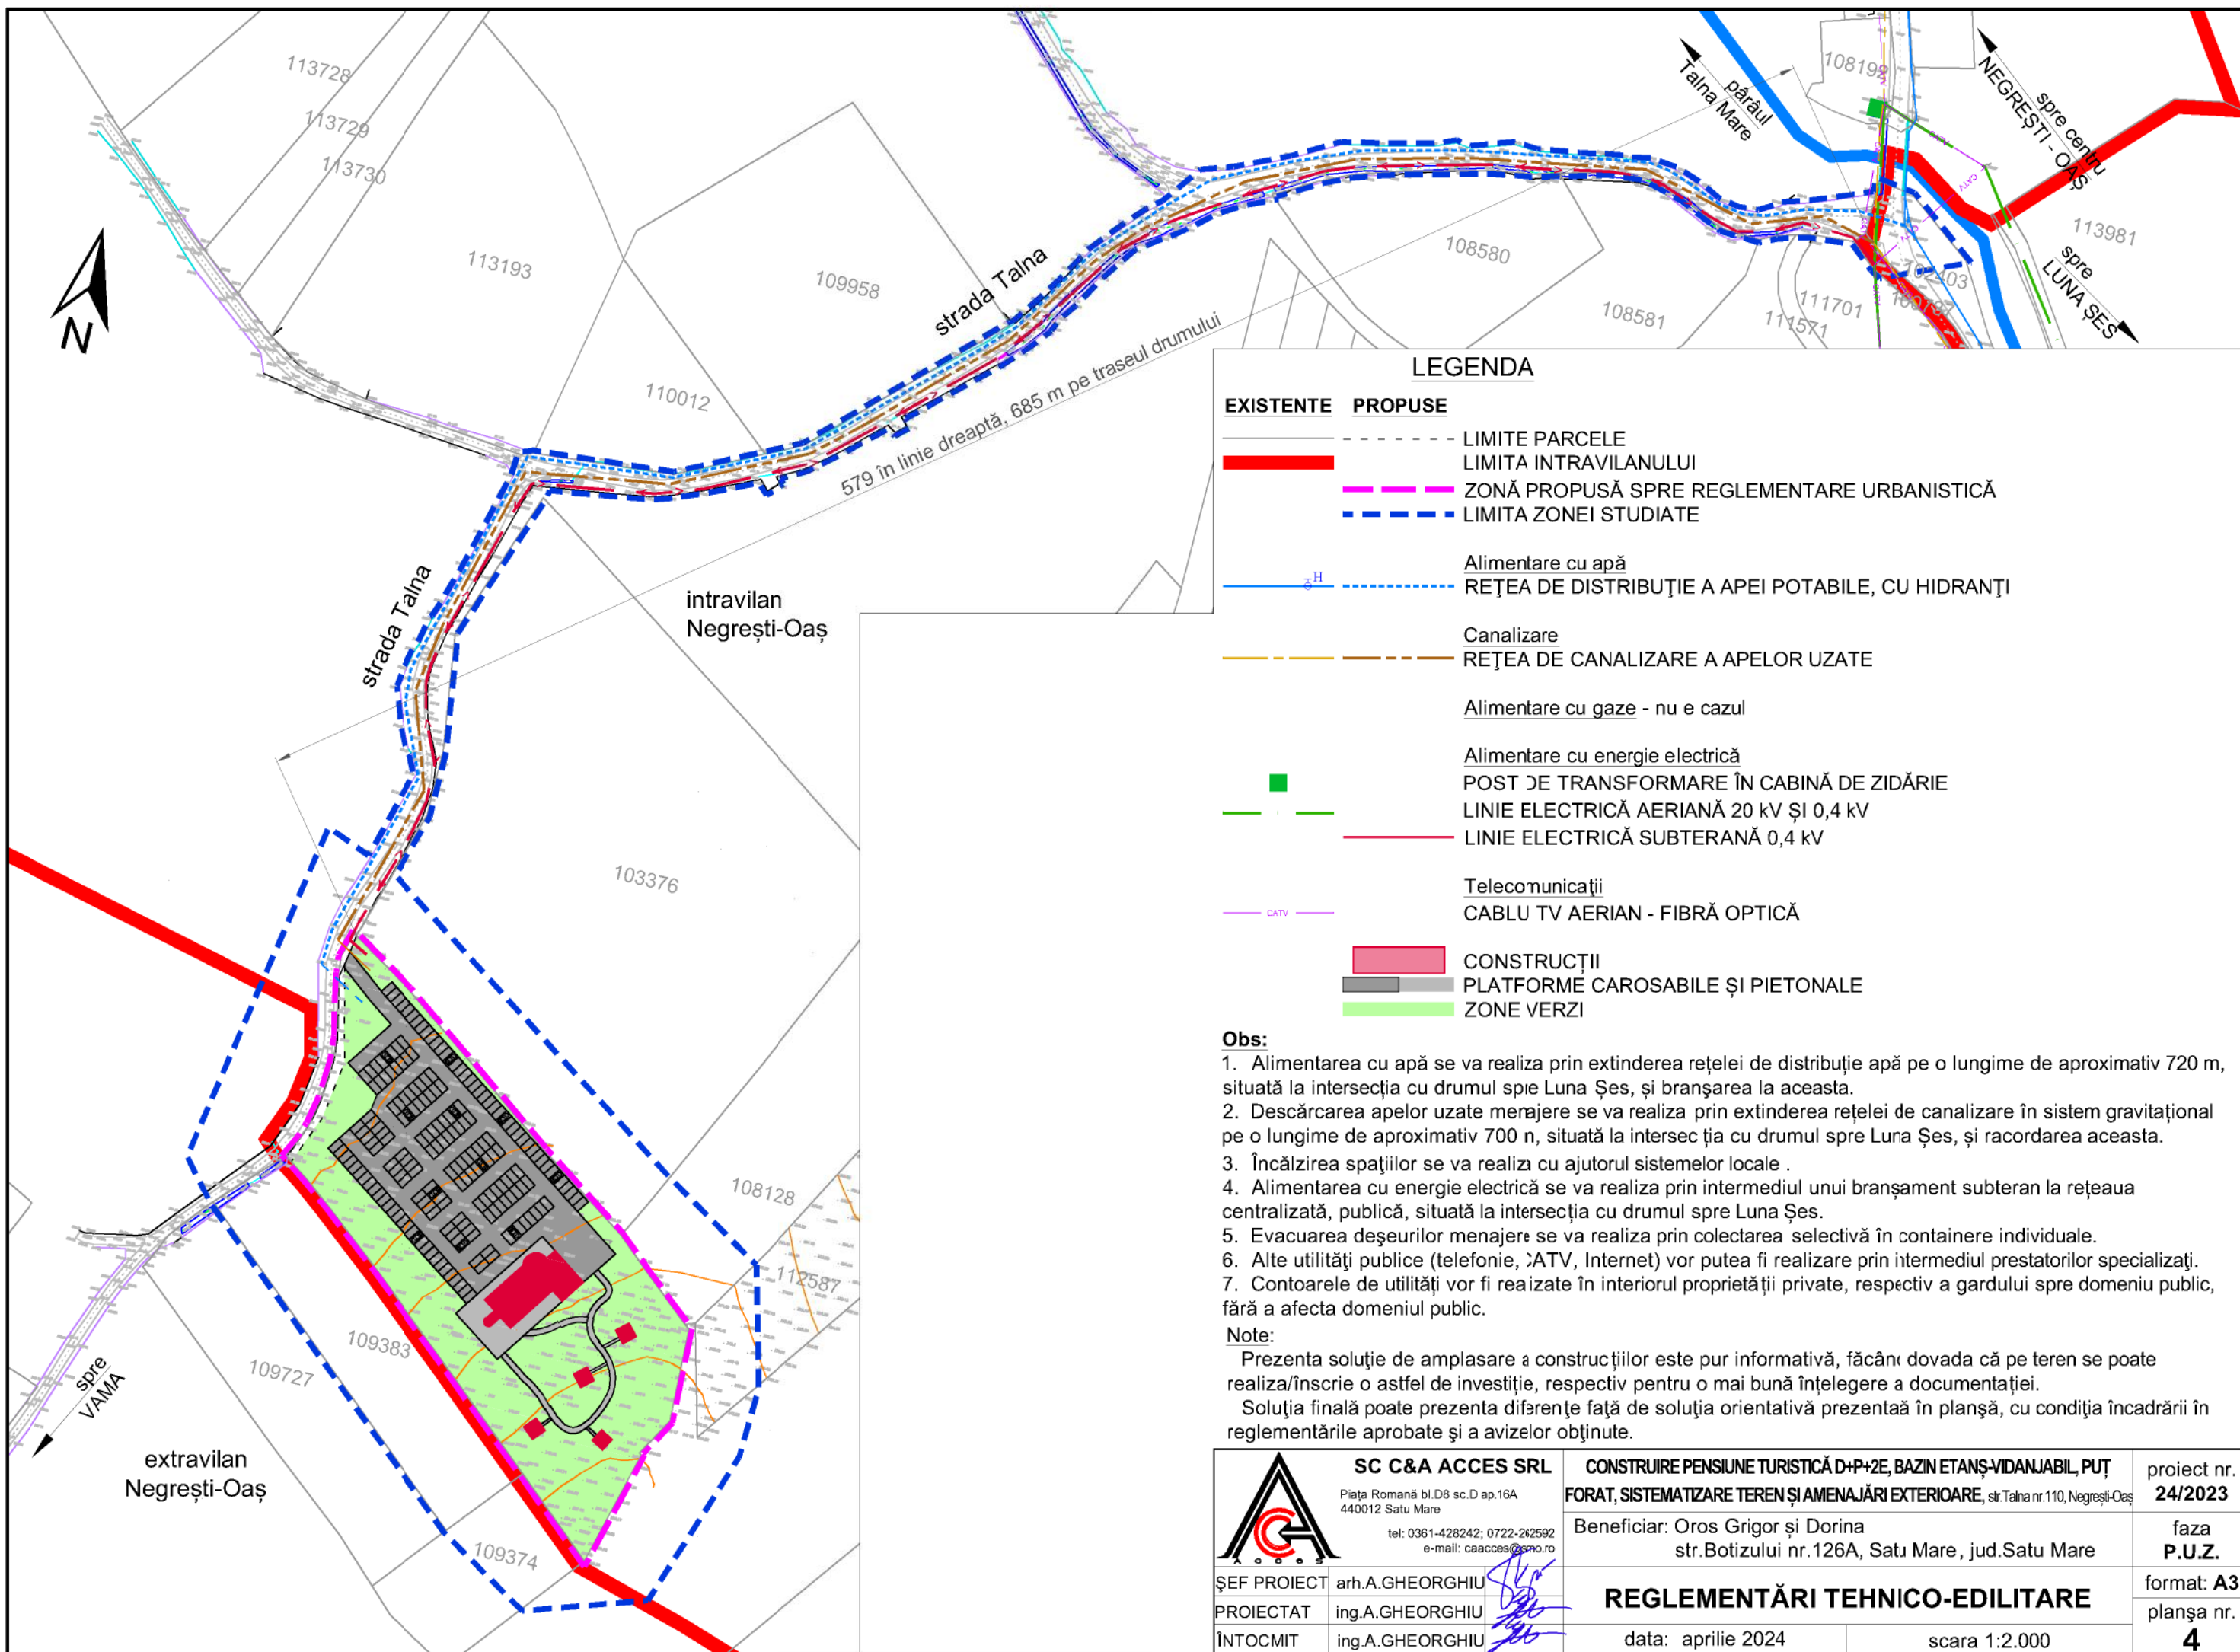 113728
113729
113730
113193
109958
110012
108580
108581
111701
111571
108192
113981
103376
108128
112587
109383
109727
109374
N
strada Talna
strada Talna
579 în linie dreaptă, 685 m pe traseul drumului
pârâul
Talna Mare
spre centru
NEGREȘTI - OAȘ
spre
LUNA ȘES
CATV
CATV
intravilan
Negrești-Oaș
extravilan
Negrești-Oaș
spre
VAMA
LEGENDA
EXISTENTE PROPUSE
LIMITE PARCELE
LIMITA INTRAVILANULUI
ZONĂ PROPUSĂ SPRE REGLEMENTARE URBANISTICĂ
LIMITA ZONEI STUDIATE
Alimentare cu apă
H
REȚEA DE DISTRIBUȚIE A APEI POTABILE, CU HIDRANȚI
Canalizare
REȚEA DE CANALIZARE A APELOR UZATE
Alimentare cu gaze - nu e cazul
Alimentare cu energie electrică
POST DE TRANSFORMARE ÎN CABINĂ DE ZIDĂRIE
LINIE ELECTRICĂ AERIANĂ 20 kV ȘI 0,4 kV
LINIE ELECTRICĂ SUBTERANĂ 0,4 kV
Telecomunicații
CATV CABLU TV AERIAN - FIBRĂ OPTICĂ
CONSTRUCȚII
PLATFORME CAROSABILE ȘI PIETONALE
ZONE VERZI
Obs:
1. Alimentarea cu apă se va realiza prin extinderea rețelei de distribuție apă pe o lungime de aproximativ 720 m,
situată la intersecția cu drumul spre Luna Șes, și branșarea la aceasta.
2. Descărcarea apelor uzate menajere se va realiza prin extinderea rețelei de canalizare în sistem gravitațional
pe o lungime de aproximativ 700 n, situată la intersecția cu drumul spre Luna Șes, și racordarea aceasta.
3. Încălzirea spațiilor se va realiza cu ajutorul sistemelor locale .
4. Alimentarea cu energie electrică se va realiza prin intermediul unui branșament subteran la rețeaua
centralizată, publică, situată la intersecția cu drumul spre Luna Șes.
5. Evacuarea deșeurilor menajere se va realiza prin colectarea selectivă în containere individuale.
6. Alte utilități publice (telefonie, CATV, Internet) vor putea fi realizare prin intermediul prestatorilor specializați.
7. Contoarele de utilități vor fi realizate în interiorul proprietății private, respectiv a gardului spre domeniu public,
fără a afecta domeniul public.
Note:
Prezenta soluție de amplasare a construcțiilor este pur informativă, făcând dovada că pe teren se poate
realiza/înscrie o astfel de investiție, respectiv pentru o mai bună înțelegere a documentației.
Soluția finală poate prezenta diferențe față de soluția orientativă prezentaă în planșă, cu condiția încadrării în
reglementările aprobate și a avizelor obținute.
SC C&A ACCES SRL
Piața Romană bl.D8 sc.D ap.16A
440012 Satu Mare
tel: 0361-428242; 0722-262592
e-mail: caacces@smo.ro
Acces
CONSTRUIRE PENSIUNE TURISTICĂ D+P+2E, BAZIN ETANȘ-VIDANJABIL, PUȚ
FORAT, SISTEMATIZARE TEREN ȘI AMENAJĂRI EXTERIOARE, str.Talna nr.110, Negrești-Oaș
proiect nr.
24/2023
Beneficiar: Oros Grigor și Dorina
str.Botizului nr.126A, Satu Mare, jud.Satu Mare
faza
P.U.Z.
ȘEF PROIECT arh.A.GHEORGHIU
PROIECTAT ing.A.GHEORGHIU
ÎNTOCMIT ing.A.GHEORGHIU
REGLEMENTĂRI TEHNICO-EDILITARE
data: aprilie 2024
scara 1:2.000
format: A3
planșa nr.
4